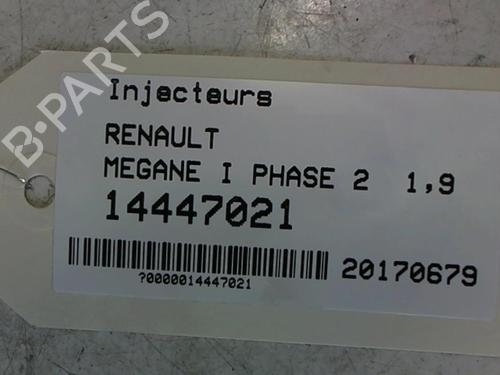 B-PARTS
Injecteurs
RENAULT
MEGANE I PHASE 2 1,9
14447021
?0000014447021
20170679